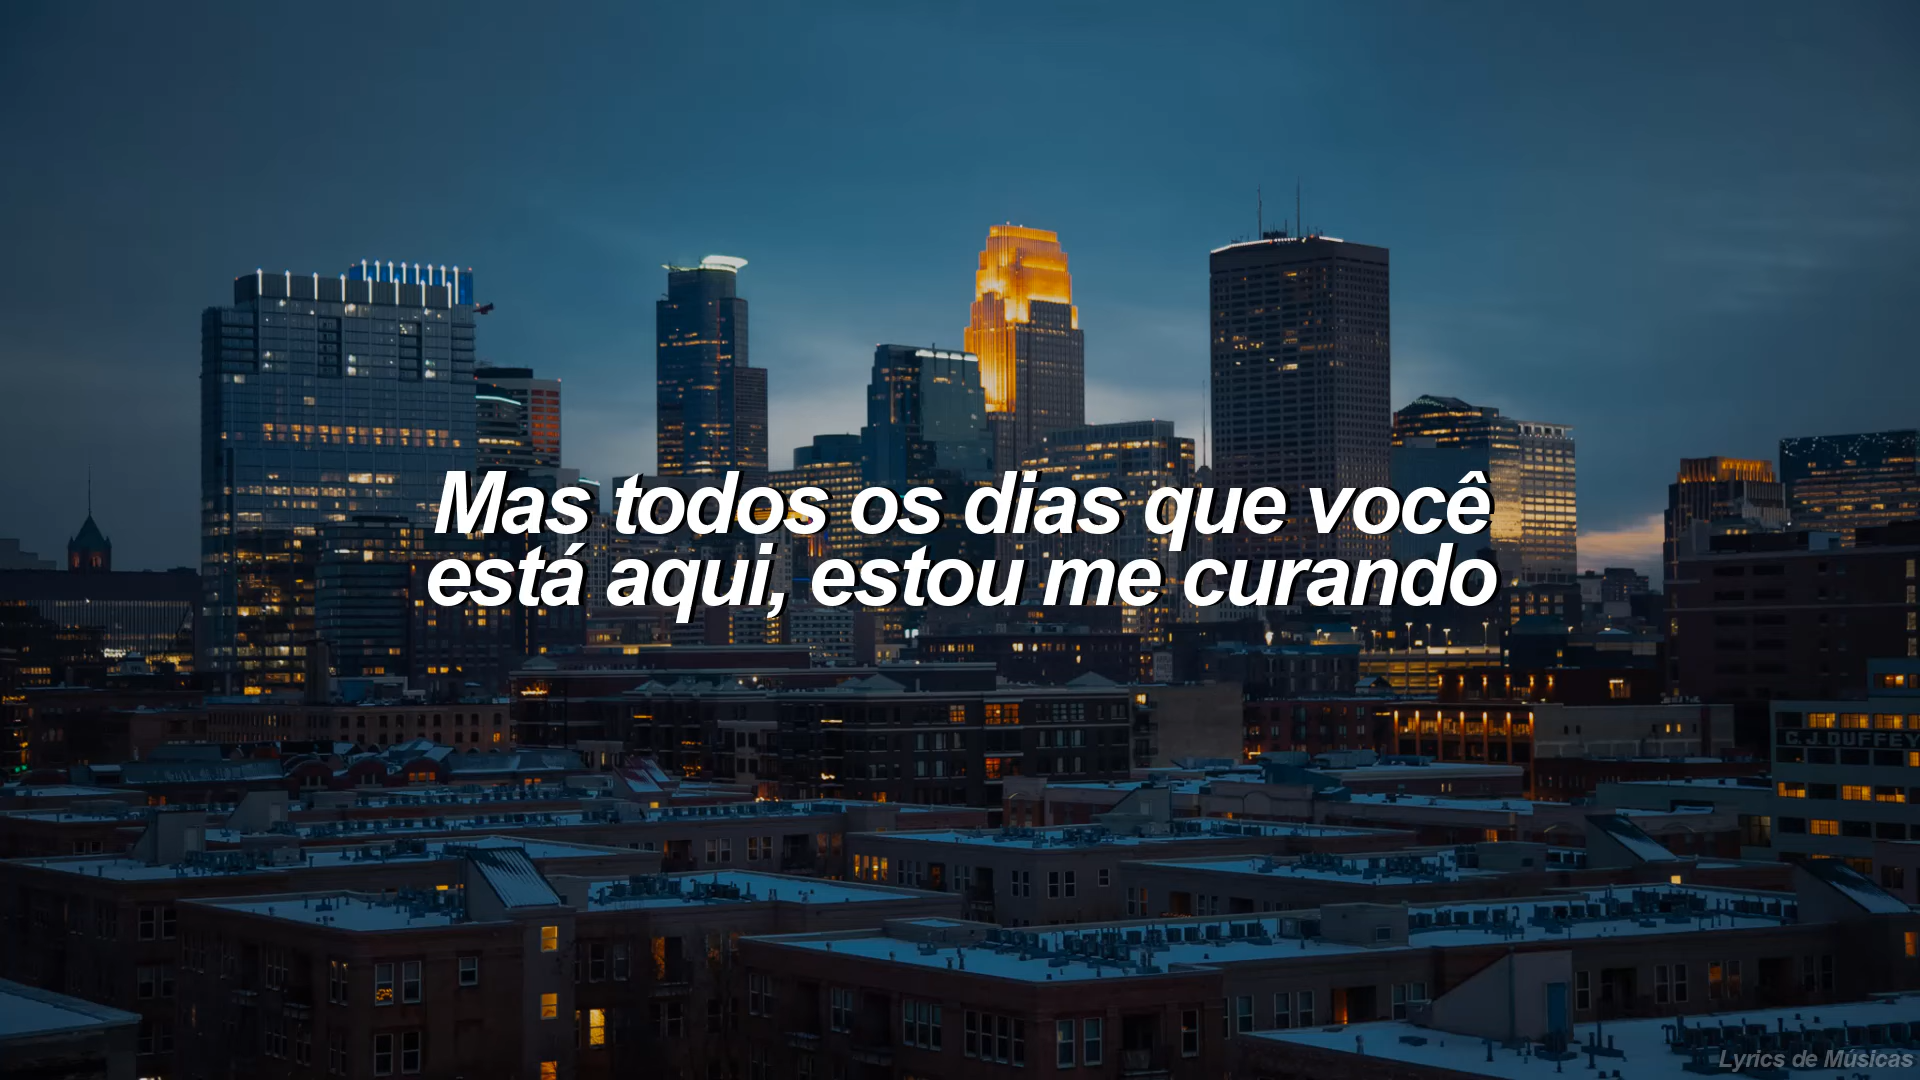 Mas todos os dias que você
está aqui, estou me curando
C.J. DUFFEY
Lyrics de Músicas